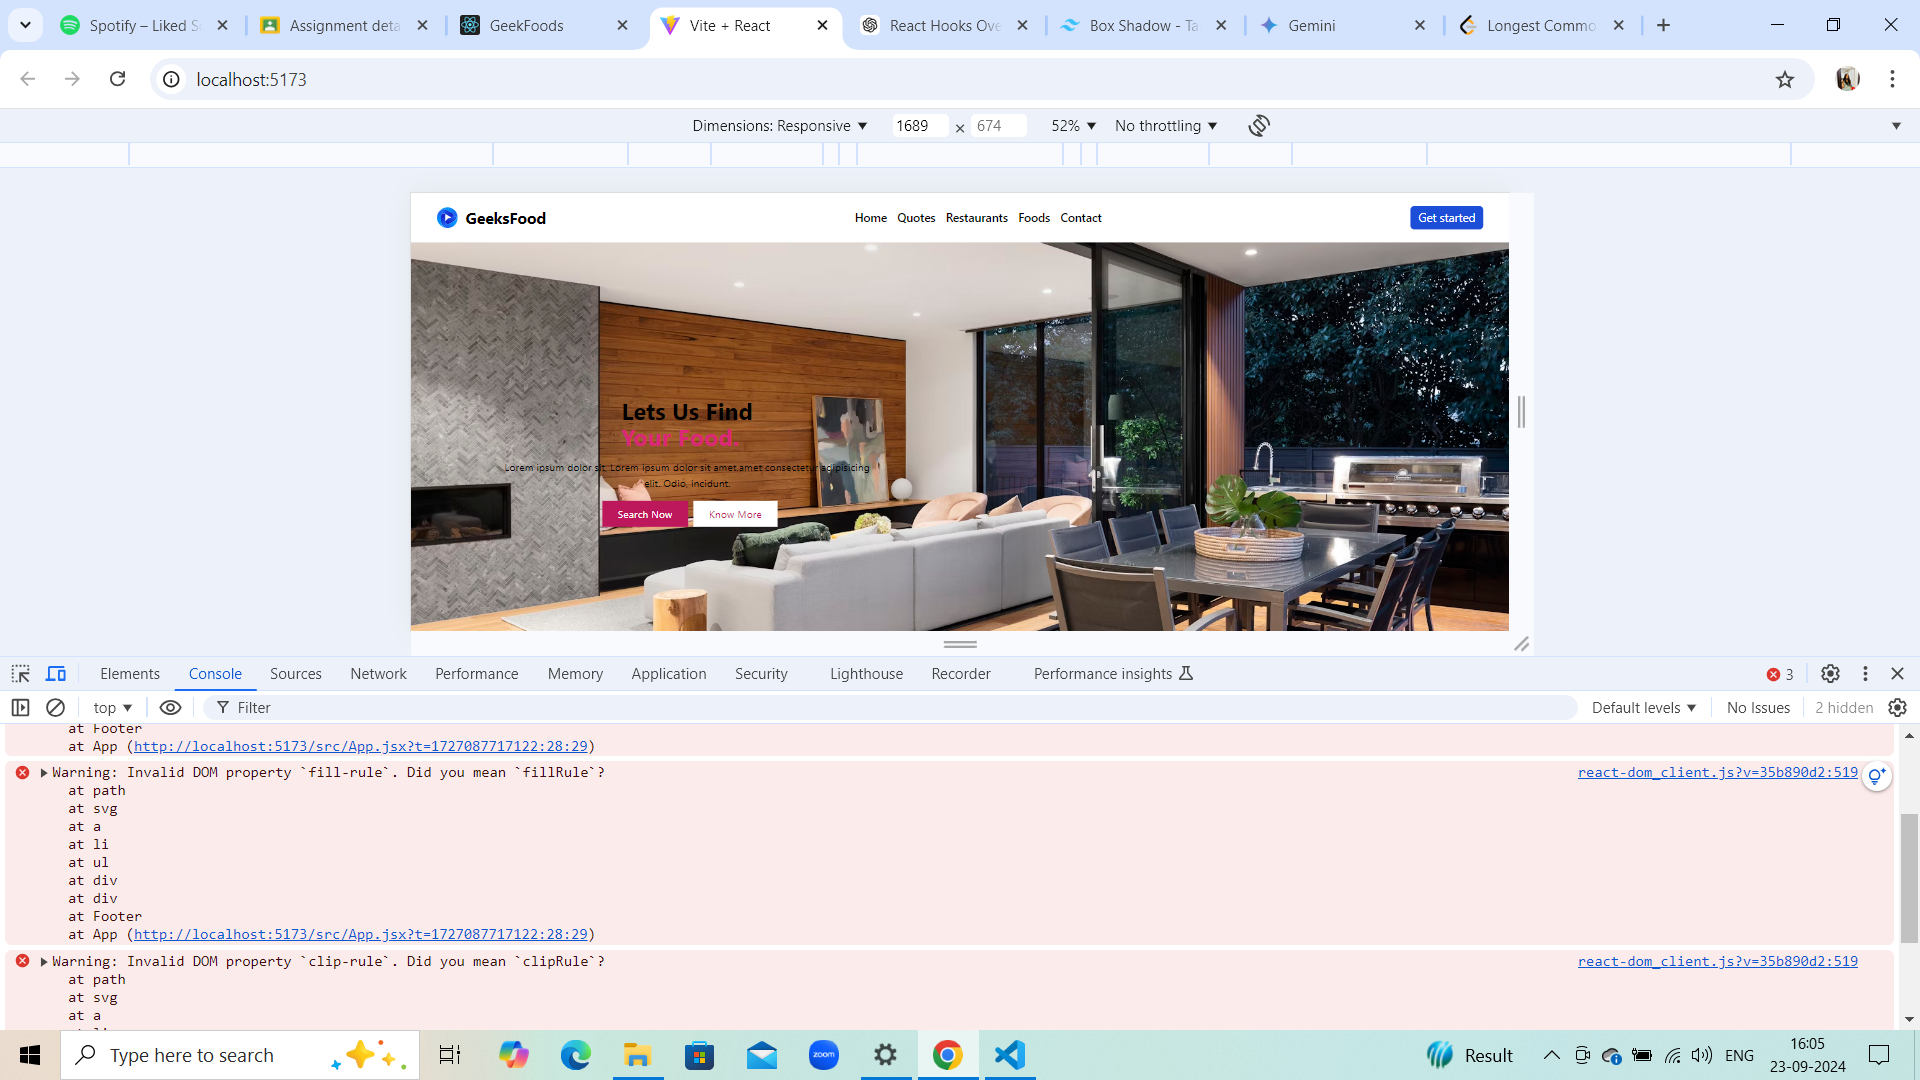 Spotify – Liked S
Assignment deta
GeekFoods
Vite + React
React Hooks Ove
Box Shadow - Ta
Gemini
Longest Commo
localhost:5173
Dimensions: Responsive 1689 × 674 52% No throttling
GeeksFood
Home Quotes Restaurants Foods Contact
Get started
Lets Us Find
Your Food.
Lorem ipsum dolor sit. Lorem ipsum dolor sit amet.amet consectetur adipisicing
elit. Odio, incidunt.
Search Now Know More
Elements Console Sources Network Performance Memory Application Security Lighthouse Recorder Performance insights 3
top Filter Default levels No Issues 2 hidden
at Footer
at App (http://localhost:5173/src/App.jsx?t=1727087717122:28:29)
Warning: Invalid DOM property `fill-rule`. Did you mean `fillRule`? react-dom_client.js?v=35b890d2:519
at path
at svg
at a
at li
at ul
at div
at div
at Footer
at App (http://localhost:5173/src/App.jsx?t=1727087717122:28:29)
Warning: Invalid DOM property `clip-rule`. Did you mean `clipRule`? react-dom_client.js?v=35b890d2:519
at path
at svg
at a
Type here to search
zoom
Result
ENG
16:05
23-09-2024